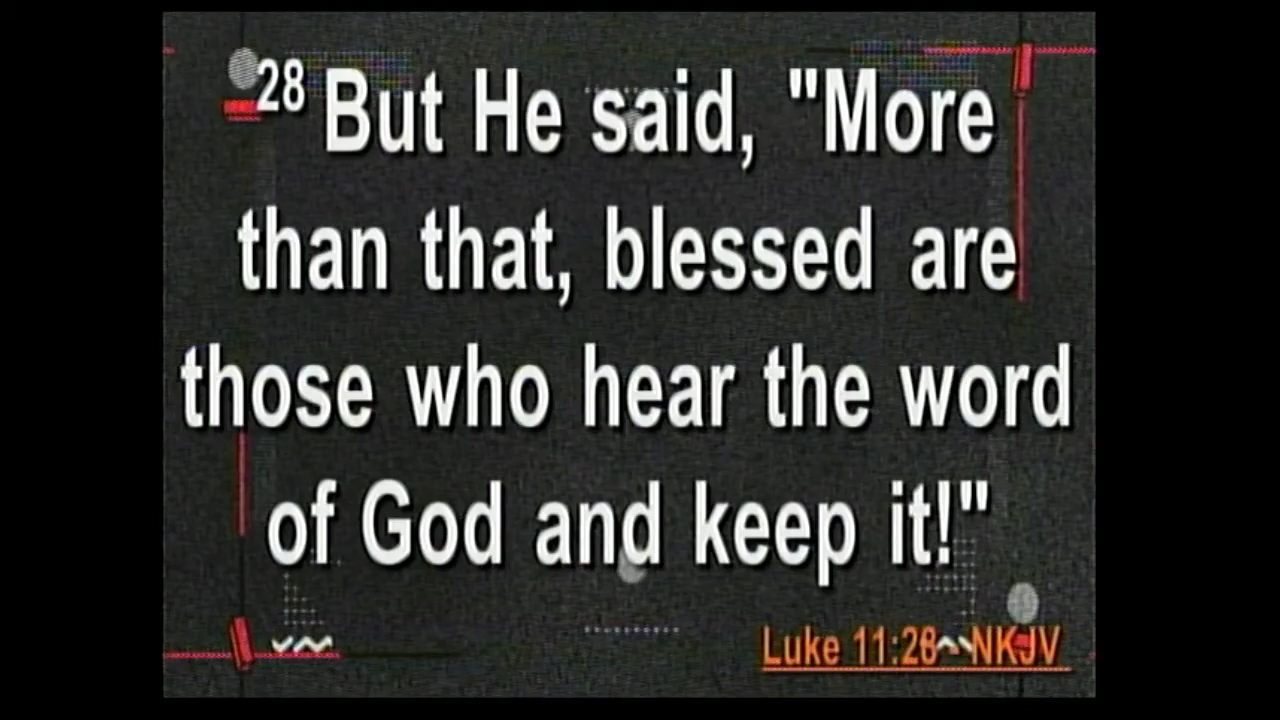 28 But He said, "More
than that, blessed are
those who hear the word
of God and keep it!"
Luke 11:28 - NKJV